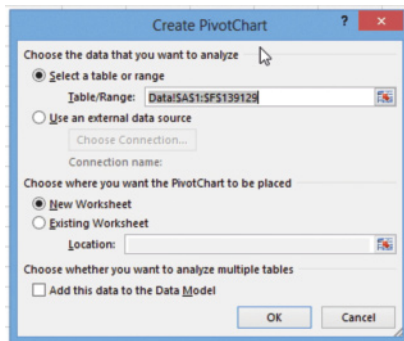 Create PivotChart ? x
Choose the data that you want to analyze
Select a table or range
Table/Range: Data!$A$1:$F$139129
Use an external data source
Choose Connection...
Connection name:
Choose where you want the PivotChart to be placed
New Worksheet
Existing Worksheet
Location:
Choose whether you want to analyze multiple tables
Add this data to the Data Model
OK Cancel